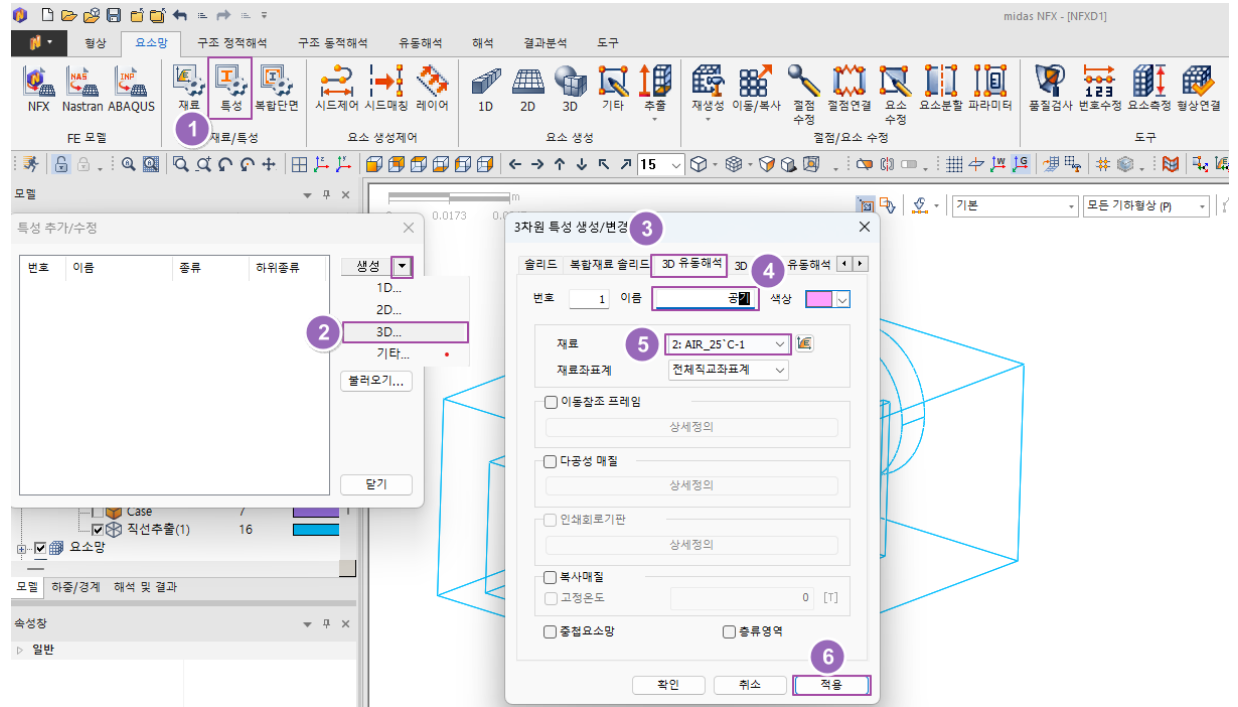 midas NFX - [NFXD1]
형상 요소망 구조 정적해석 구조 동적해석 유동해석 해석 결과분석 도구
NAS INP
NFX Nastran ABAQUS 재료 특성 복합단면 시드제어 시드매칭 레이어 1D 2D 3D 기타 추출 재생성 이동/복사 절점 수정 절점연결 요소 수정 요소분할 파라미터 품질검사 번호수정 요소측정 형상연결
1
FE 모델 재료/특성 요소 생성제어 요소 생성 절점/요소 수정 도구
15
모델
m
0.0173
기본 모든 기하형상 (P)
특성 추가/수정
번호 이름 종류 하위종류 생성
1D...
2D...
2
3D...
기타...
불러오기...
닫기
Case 7
직선추출(1) 16
요소망
모델 하중/경계 해석 및 결과
속성창
일반
3차원 특성 생성/변경
3
솔리드 복합재료 솔리드 3D 유동해석 3D 유동해석
4
번호 1 이름 공기 색상
재료 5 2: AIR_25`C-1
재료좌표계 전체직교좌표계
이동참조 프레임
상세정의
다공성 매질
상세정의
인쇄회로기판
상세정의
복사매질
고정온도 0 [T]
중첩요소망 층류영역
6
확인 취소 적용